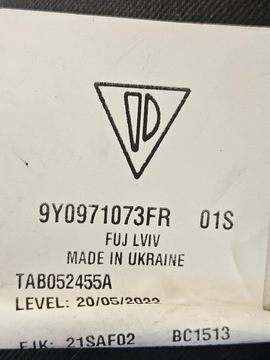 9Y0971073FR 01S
FUJ LVIV
MADE IN UKRAINE
TAB052455A
LEVEL: 20/05/2022
EJK: 21SAF02 BC1513